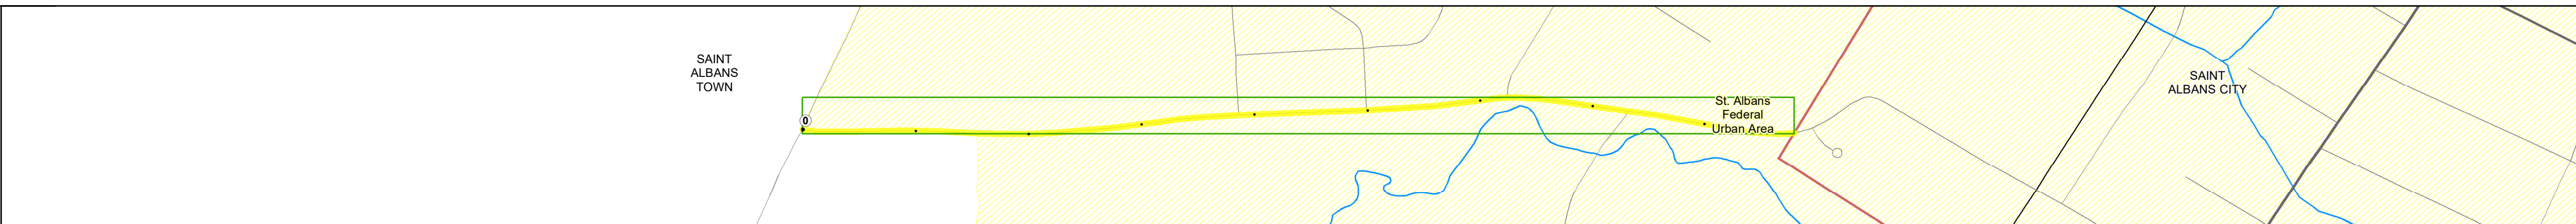 SAINT
ALBANS
TOWN
0
St. Albans
Federal
Urban Area
SAINT
ALBANS CITY